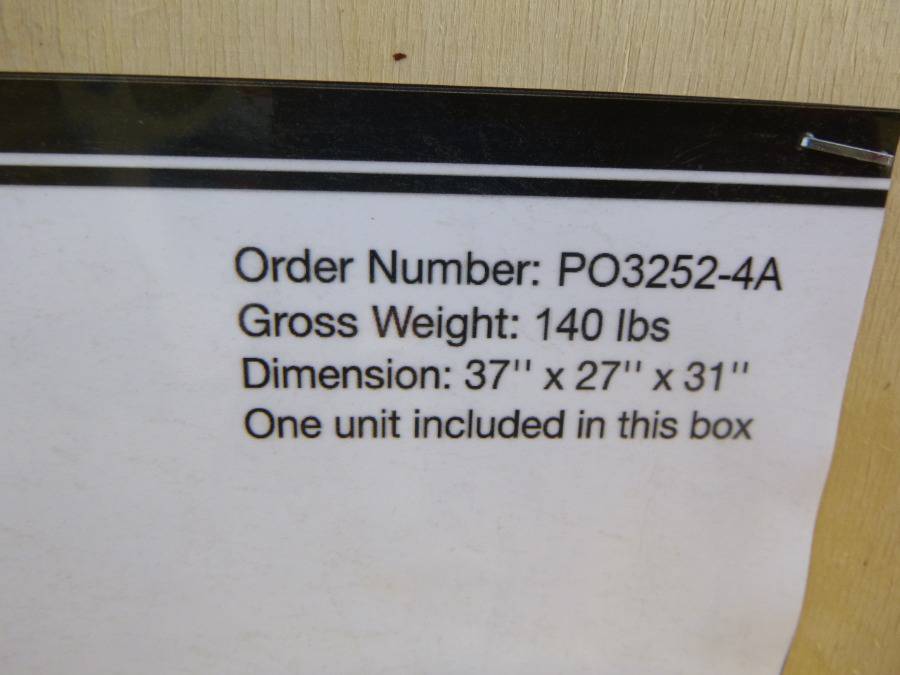 Order Number: PO3252-4A
Gross Weight: 140 lbs
Dimension: 37'' x 27'' x 31''
One unit included in this box